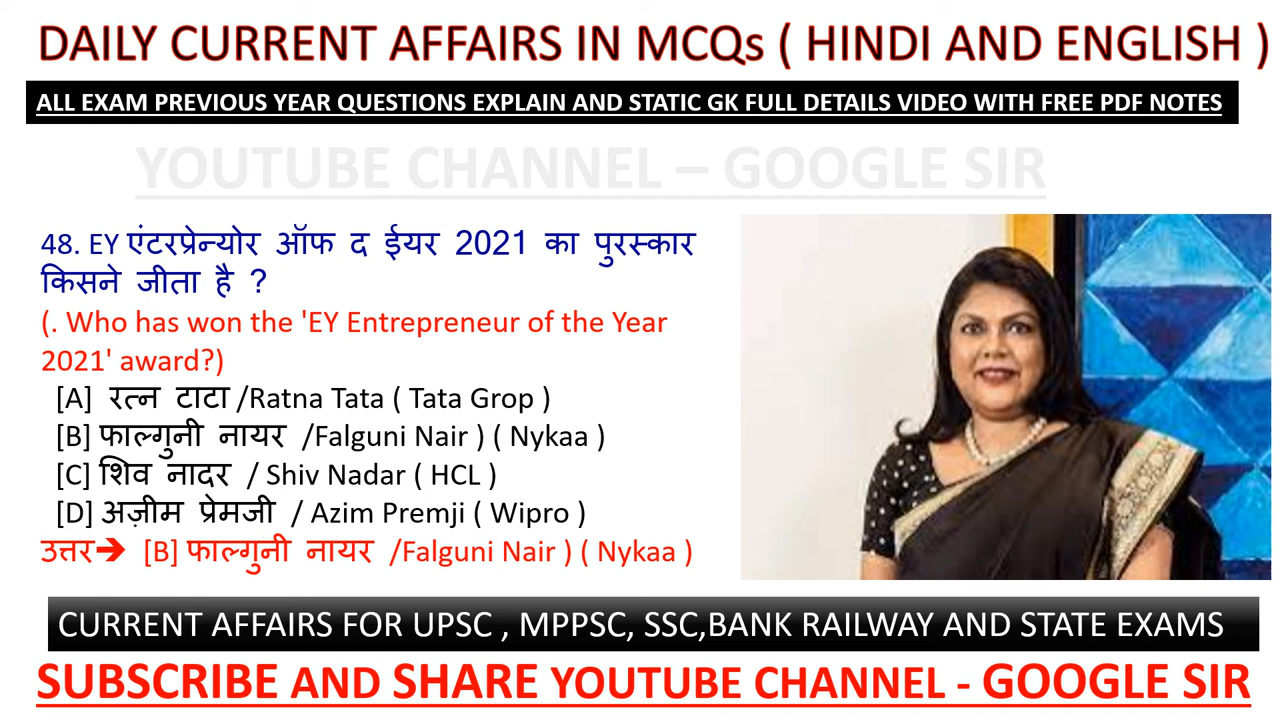 DAILY CURRENT AFFAIRS IN MCQs ( HINDI AND ENGLISH )
ALL EXAM PREVIOUS YEAR QUESTIONS EXPLAIN AND STATIC GK FULL DETAILS VIDEO WITH FREE PDF NOTES
YOUTUBE CHANNEL – GOOGLE SIR
48. EY एंटरप्रेन्योर ऑफ द ईयर 2021 का पुरस्कार
किसने जीता है ?
(. Who has won the 'EY Entrepreneur of the Year
2021' award?)
[A] रत्न टाटा /Ratna Tata ( Tata Grop )
[B] फाल्गुनी नायर /Falguni Nair ) ( Nykaa )
[C] शिव नादर / Shiv Nadar ( HCL )
[D] अज़ीम प्रेमजी / Azim Premji ( Wipro )
उत्तर➔ [B] फाल्गुनी नायर /Falguni Nair ) ( Nykaa )
CURRENT AFFAIRS FOR UPSC , MPPSC, SSC,BANK RAILWAY AND STATE EXAMS
SUBSCRIBE AND SHARE YOUTUBE CHANNEL - GOOGLE SIR